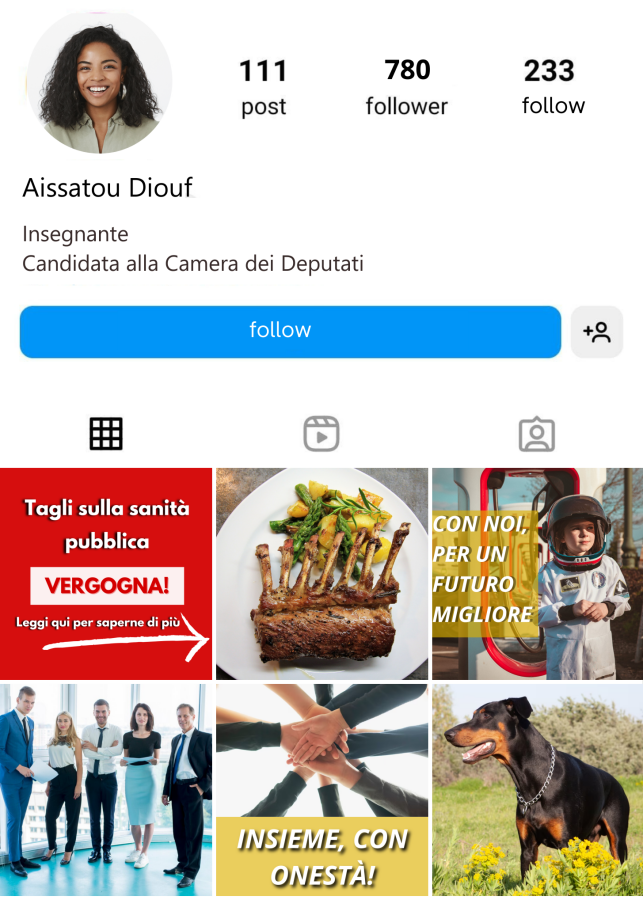 111
780
233
post
follower
follow
Aissatou Diouf
Insegnante
Candidata alla Camera dei Deputati
follow
Tagli sulla sanità
pubblica
VERGOGNA!
Leggi qui per saperne di più
CON NOI,
PER UN
FUTURO
MIGLIORE
INSIEME, CON
ONESTÀ!